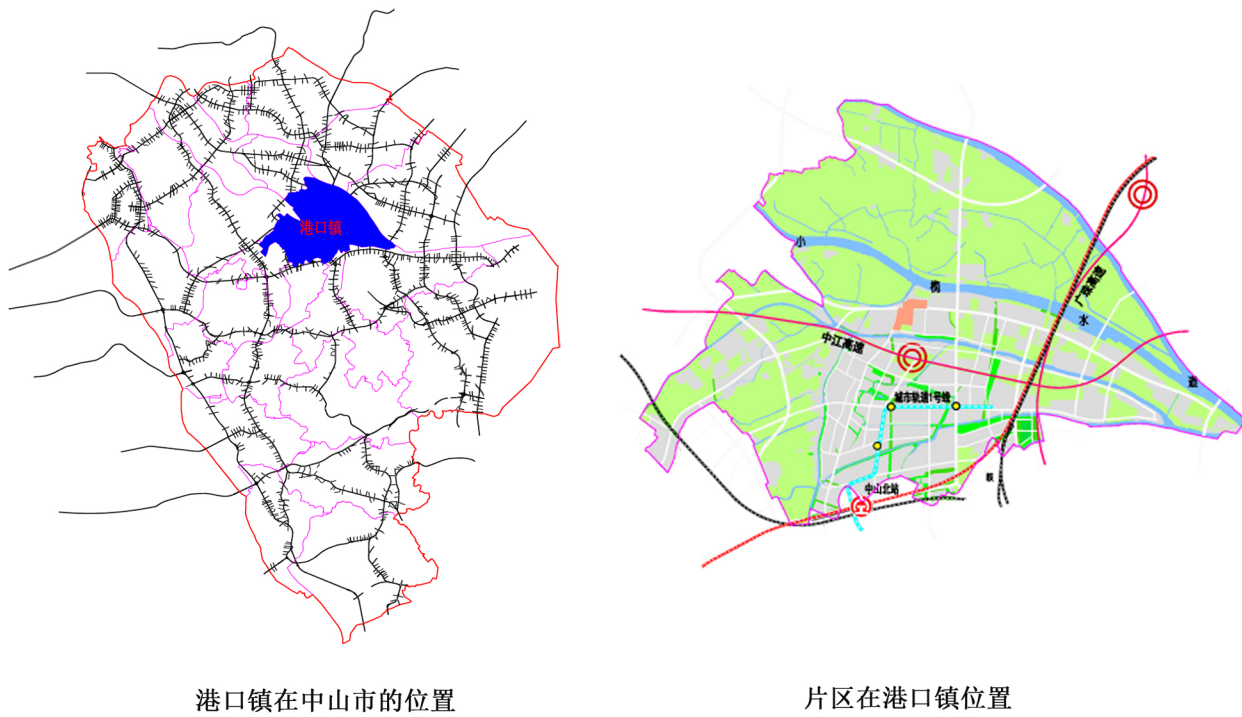 港口镇
小
榄
水
道
广珠高速
中江高速
城市轨道1号线
中山北站
港口镇在中山市的位置
片区在港口镇位置